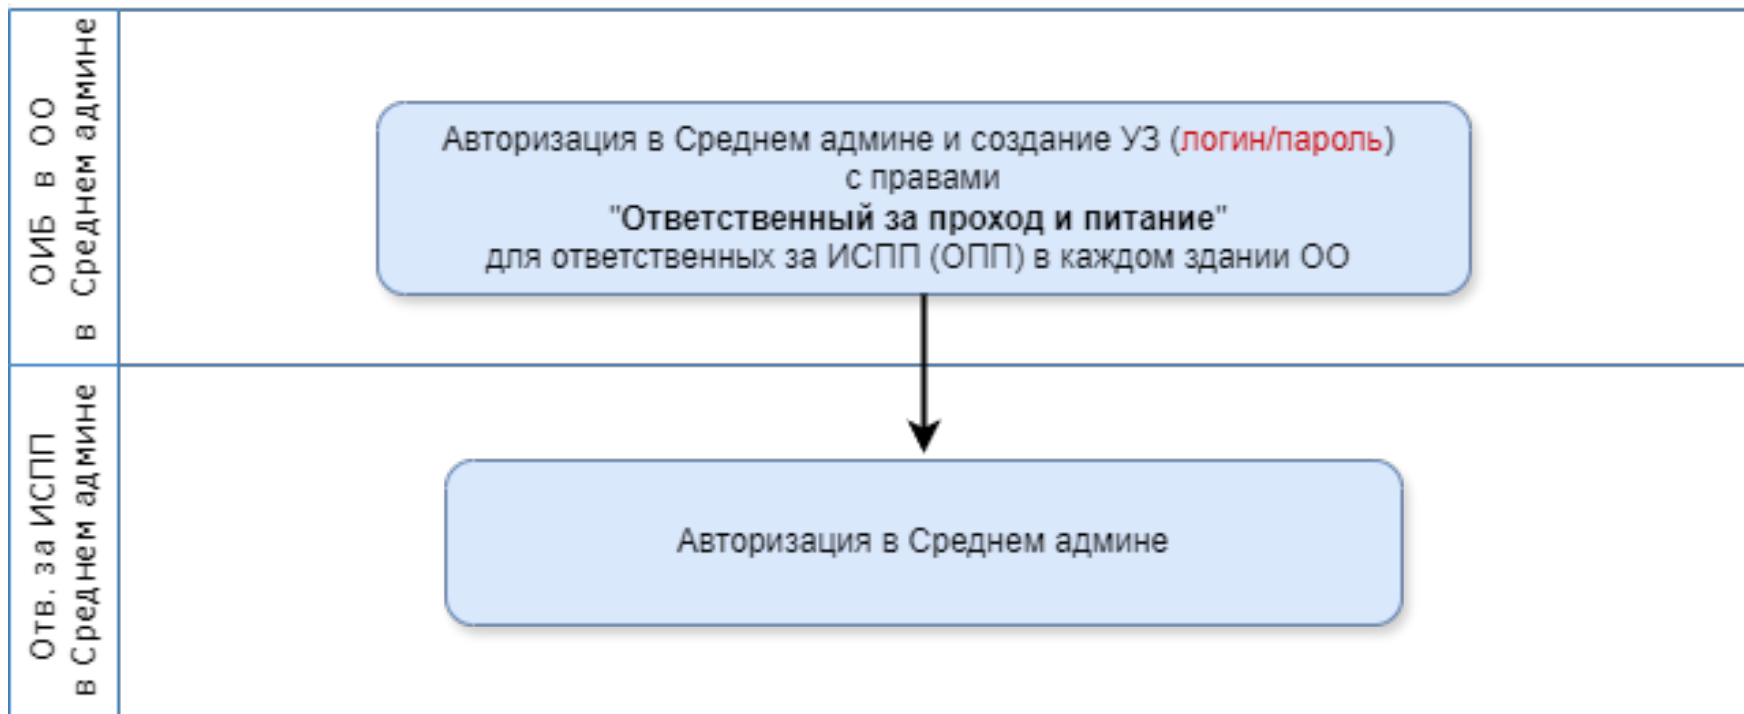 ОИБ в ОО
в Среднем админе
Авторизация в Среднем админе и создание УЗ (логин/пароль)
с правами
"Ответственный за проход и питание"
для ответственных за ИСПП (ОПП) в каждом здании ОО
Отв. за ИСПП
в Среднем админе
Авторизация в Среднем админе